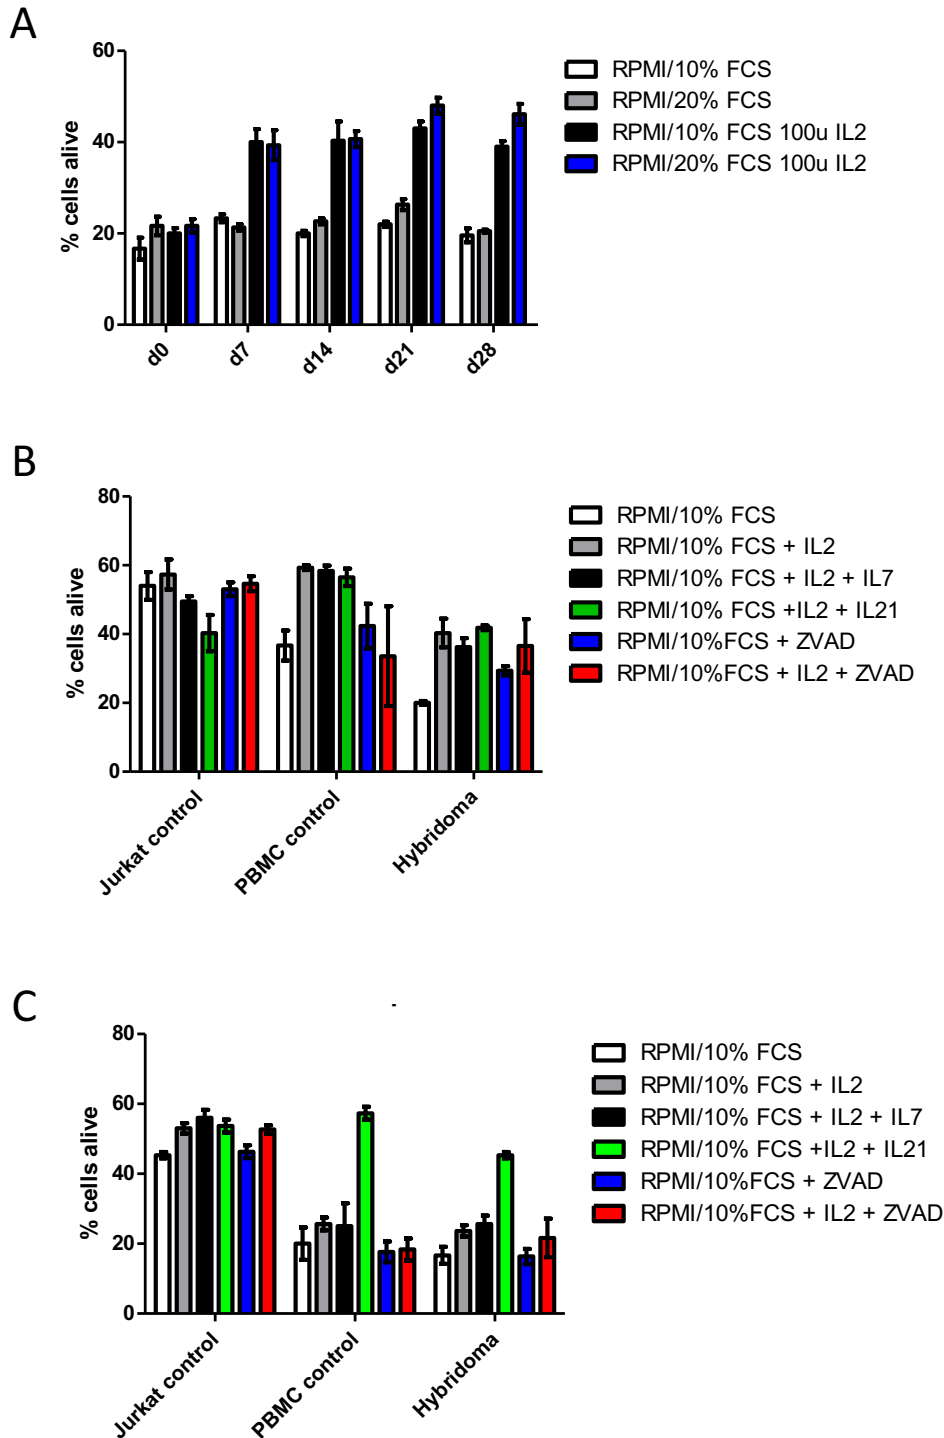 A
60
40
20
0
% cells alive
d0
d7
d14
d21
d28
RPMI/10% FCS
RPMI/20% FCS
RPMI/10% FCS 100u IL2
RPMI/20% FCS 100u IL2
B
80
60
40
20
0
% cells alive
Jurkat control
PBMC control
Hybridoma
RPMI/10% FCS
RPMI/10% FCS + IL2
RPMI/10% FCS + IL2 + IL7
RPMI/10% FCS +IL2 + IL21
RPMI/10%FCS + ZVAD
RPMI/10%FCS + IL2 + ZVAD
C
-
80
60
40
20
0
% cells alive
Jurkat control
PBMC control
Hybridoma
RPMI/10% FCS
RPMI/10% FCS + IL2
RPMI/10% FCS + IL2 + IL7
RPMI/10% FCS +IL2 + IL21
RPMI/10%FCS + ZVAD
RPMI/10%FCS + IL2 + ZVAD